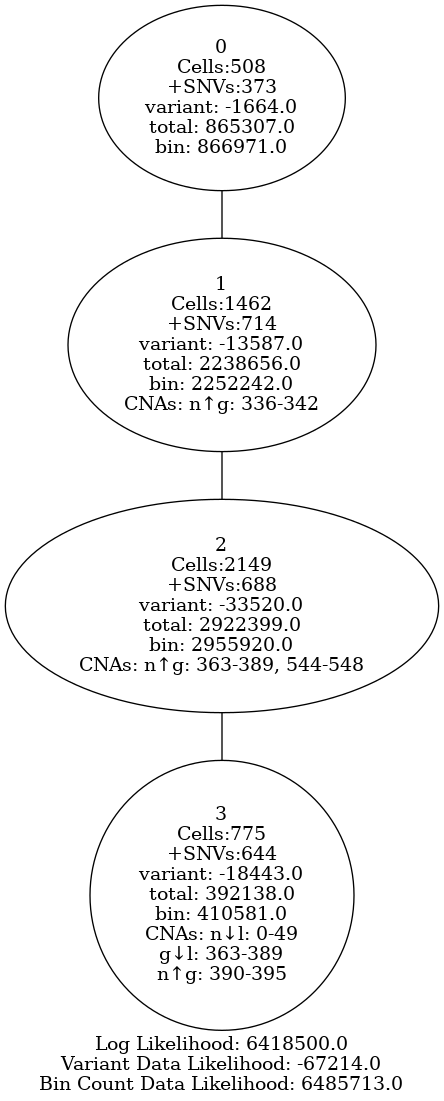 0
Cells:508
+SNVs:373
variant: -1664.0
total: 865307.0
bin: 866971.0
1
Cells:1462
+SNVs:714
variant: -13587.0
total: 2238656.0
bin: 2252242.0
CNAs: n↑g: 336-342
2
Cells:2149
+SNVs:688
variant: -33520.0
total: 2922399.0
bin: 2955920.0
CNAs: n↑g: 363-389, 544-548
3
Cells:775
+SNVs:644
variant: -18443.0
total: 392138.0
bin: 410581.0
CNAs: n↓l: 0-49
g↓l: 363-389
n↑g: 390-395
Log Likelihood: 6418500.0
Variant Data Likelihood: -67214.0
Bin Count Data Likelihood: 6485713.0